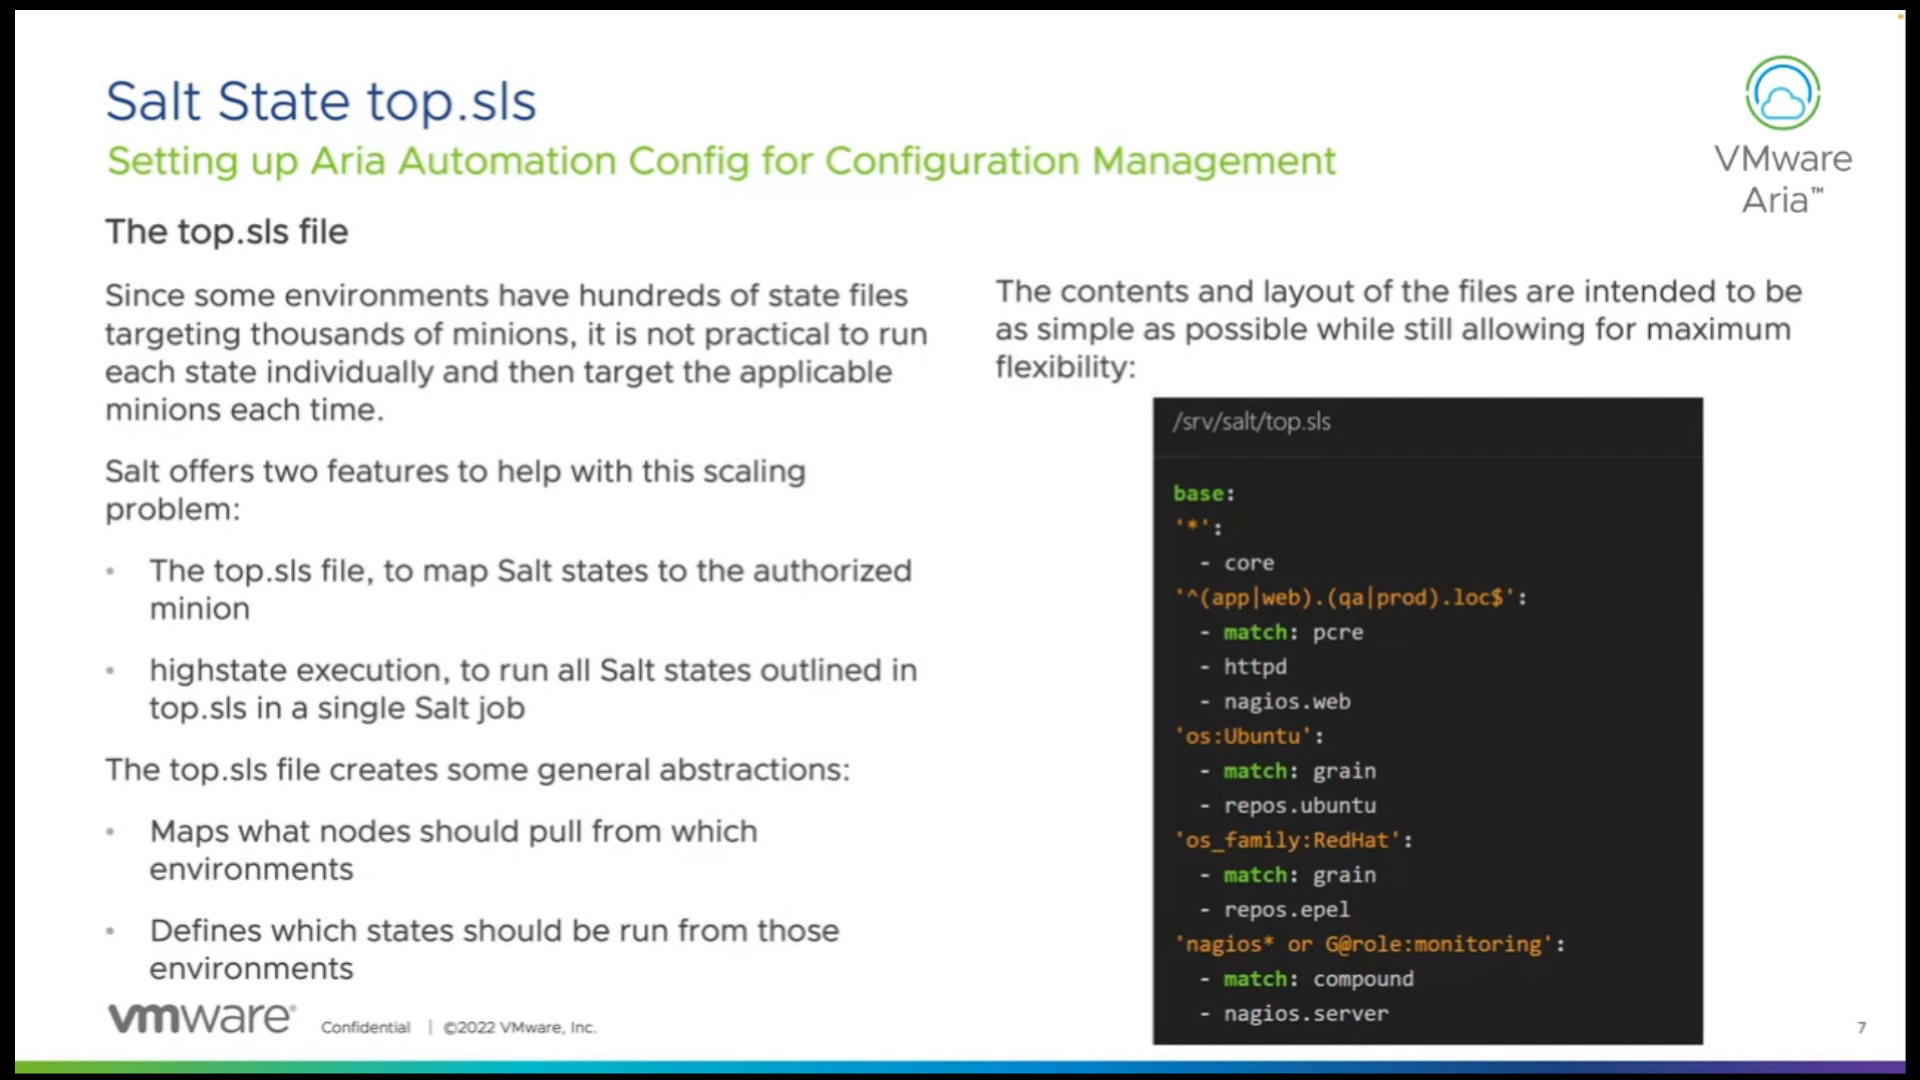 Salt State top.sls
Setting up Aria Automation Config for Configuration Management
VMware
Aria™
The top.sls file
Since some environments have hundreds of state files
targeting thousands of minions, it is not practical to run
each state individually and then target the applicable
minions each time.
Salt offers two features to help with this scaling
problem:
• The top.sls file, to map Salt states to the authorized
minion
• highstate execution, to run all Salt states outlined in
top.sls in a single Salt job
The top.sls file creates some general abstractions:
• Maps what nodes should pull from which
environments
• Defines which states should be run from those
environments
The contents and layout of the files are intended to be
as simple as possible while still allowing for maximum
flexibility:
/srv/salt/top.sls
base:
'*':
  - core
'^(app|web).(qa|prod).loc$':
  - match: pcre
  - httpd
  - nagios.web
'os:Ubuntu':
  - match: grain
  - repos.ubuntu
'os_family:RedHat':
  - match: grain
  - repos.epel
'nagios* or G@role:monitoring':
  - match: compound
  - nagios.server
vmware®
Confidential | ©2022 VMware, Inc.
7